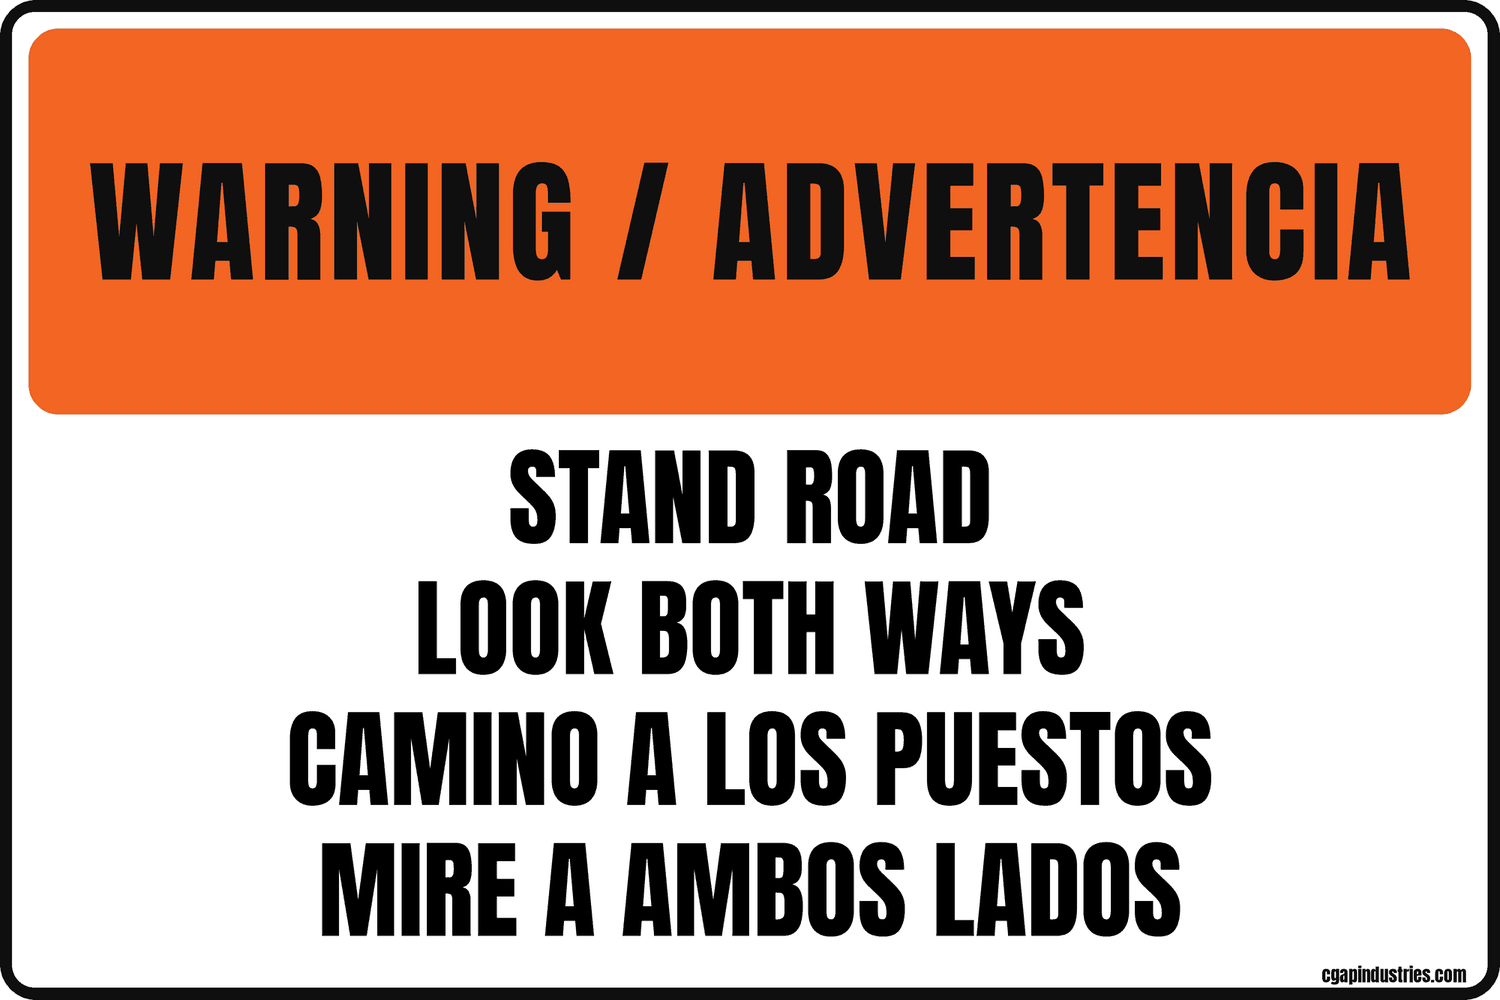 WARNING / ADVERTENCIA
STAND ROAD
LOOK BOTH WAYS
CAMINO A LOS PUESTOS
MIRE A AMBOS LADOS
cgapindustries.com